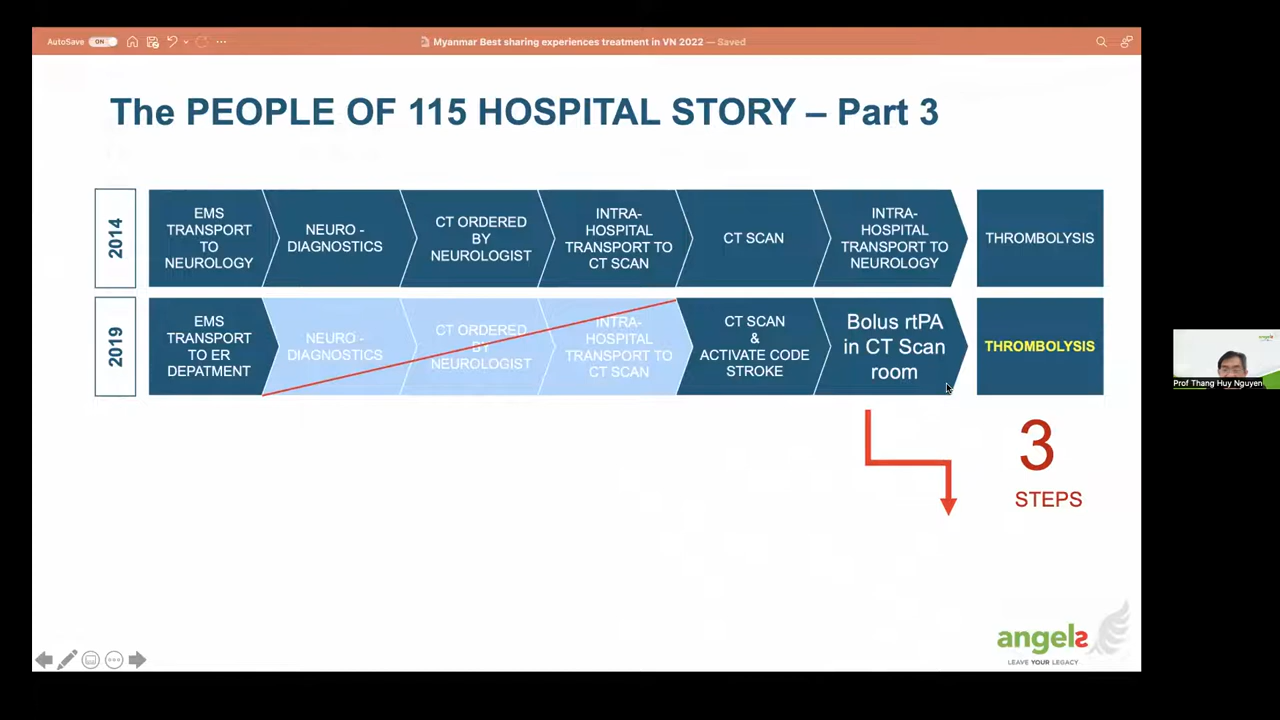 AutoSave ON
Myanmar Best sharing experiences treatment in VN 2022 — Saved
The PEOPLE OF 115 HOSPITAL STORY – Part 3
2014
EMS
TRANSPORT
TO
NEUROLOGY
NEURO -
DIAGNOSTICS
CT ORDERED
BY
NEUROLOGIST
INTRA-
HOSPITAL
TRANSPORT TO
CT SCAN
CT SCAN
INTRA-
HOSPITAL
TRANSPORT TO
NEUROLOGY
THROMBOLYSIS
2019
EMS
TRANSPORT
TO ER
DEPATMENT
NEURO -
DIAGNOSTICS
CT ORDERED
BY
NEUROLOGIST
INTRA-
HOSPITAL
TRANSPORT TO
CT SCAN
CT SCAN
&
ACTIVATE CODE
STROKE
Bolus rtPA
in CT Scan
room
THROMBOLYSIS
3
STEPS
Prof Thang Huy Nguyen
angels
LEAVE YOUR LEGACY